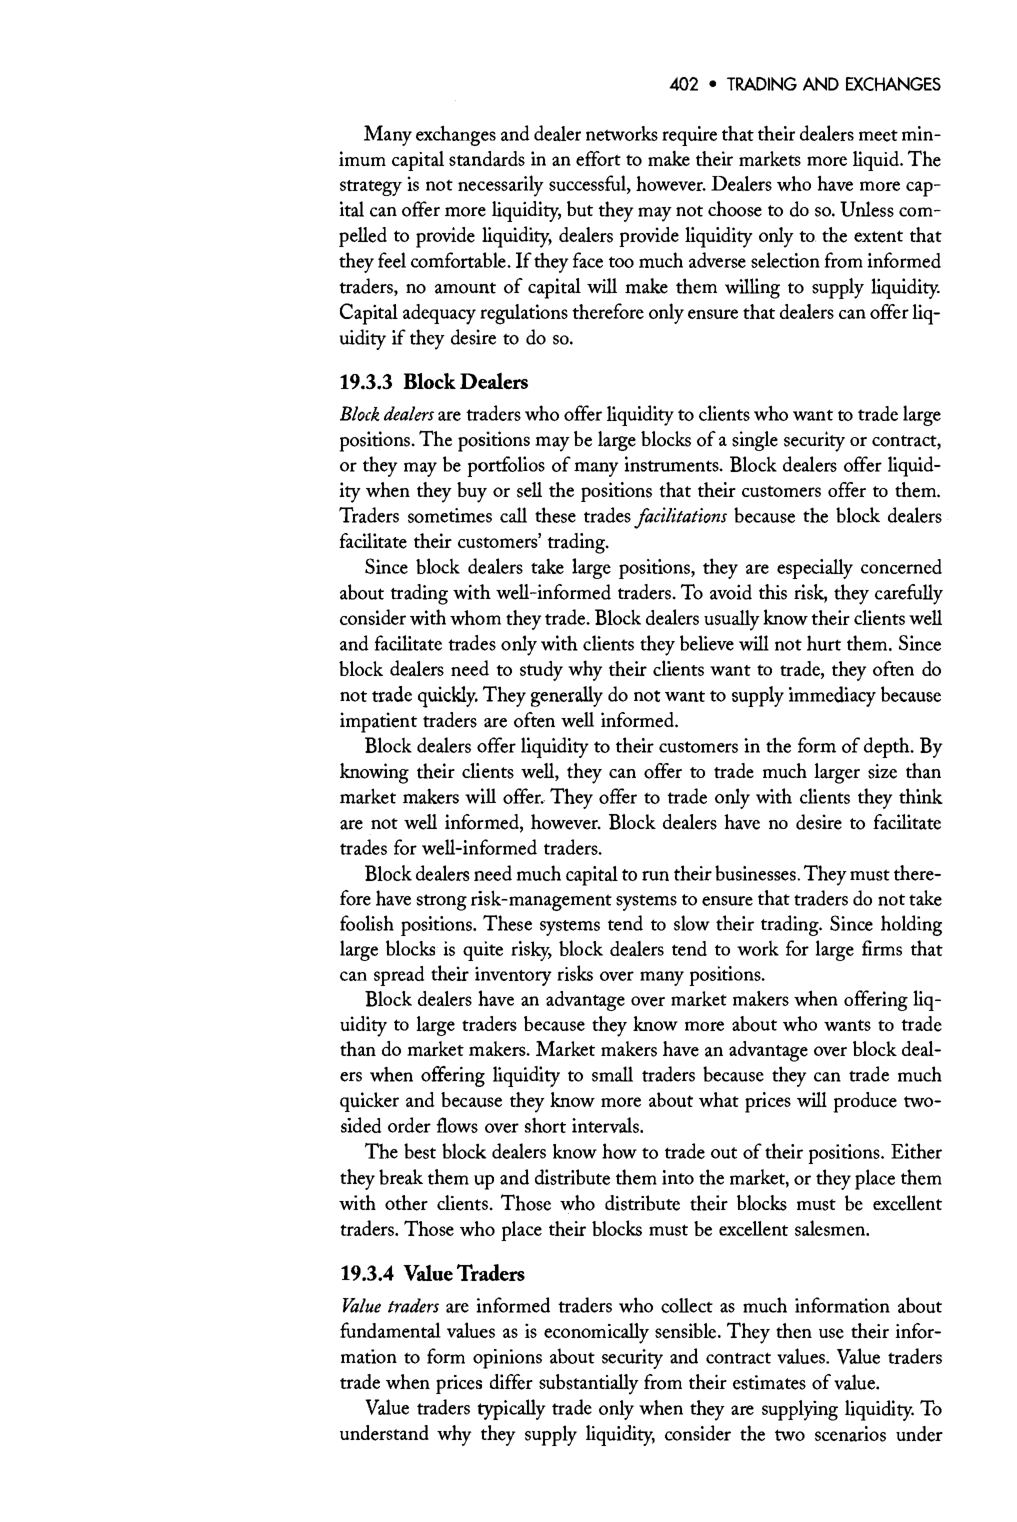 402 • TRADING AND EXCHANGES
Many exchanges and dealer networks require that their dealers meet min-
imum capital standards in an effort to make their markets more liquid. The
strategy is not necessarily successful, however. Dealers who have more cap-
ital can offer more liquidity, but they may not choose to do so. Unless com-
pelled to provide liquidity, dealers provide liquidity only to the extent that
they feel comfortable. If they face too much adverse selection from informed
traders, no amount of capital will make them willing to supply liquidity.
Capital adequacy regulations therefore only ensure that dealers can offer liq-
uidity if they desire to do so.
19.3.3 Block Dealers
Block dealers are traders who offer liquidity to clients who want to trade large
positions. The positions may be large blocks of a single security or contract,
or they may be portfolios of many instruments. Block dealers offer liquid-
ity when they buy or sell the positions that their customers offer to them.
Traders sometimes call these trades facilitations because the block dealers
facilitate their customers' trading.
Since block dealers take large positions, they are especially concerned
about trading with well-informed traders. To avoid this risk, they carefully
consider with whom they trade. Block dealers usually know their clients well
and facilitate trades only with clients they believe will not hurt them. Since
block dealers need to study why their clients want to trade, they often do
not trade quickly. They generally do not want to supply immediacy because
impatient traders are often well informed.
Block dealers offer liquidity to their customers in the form of depth. By
knowing their clients well, they can offer to trade much larger size than
market makers will offer. They offer to trade only with clients they think
are not well informed, however. Block dealers have no desire to facilitate
trades for well-informed traders.
Block dealers need much capital to run their businesses. They must there-
fore have strong risk-management systems to ensure that traders do not take
foolish positions. These systems tend to slow their trading. Since holding
large blocks is quite risky, block dealers tend to work for large firms that
can spread their inventory risks over many positions.
Block dealers have an advantage over market makers when offering liq-
uidity to large traders because they know more about who wants to trade
than do market makers. Market makers have an advantage over block deal-
ers when offering liquidity to small traders because they can trade much
quicker and because they know more about what prices will produce two-
sided order flows over short intervals.
The best block dealers know how to trade out of their positions. Either
they break them up and distribute them into the market, or they place them
with other clients. Those who distribute their blocks must be excellent
traders. Those who place their blocks must be excellent salesmen.
19.3.4 Value Traders
Value traders are informed traders who collect as much information about
fundamental values as is economically sensible. They then use their infor-
mation to form opinions about security and contract values. Value traders
trade when prices differ substantially from their estimates of value.
Value traders typically trade only when they are supplying liquidity. To
understand why they supply liquidity, consider the two scenarios under